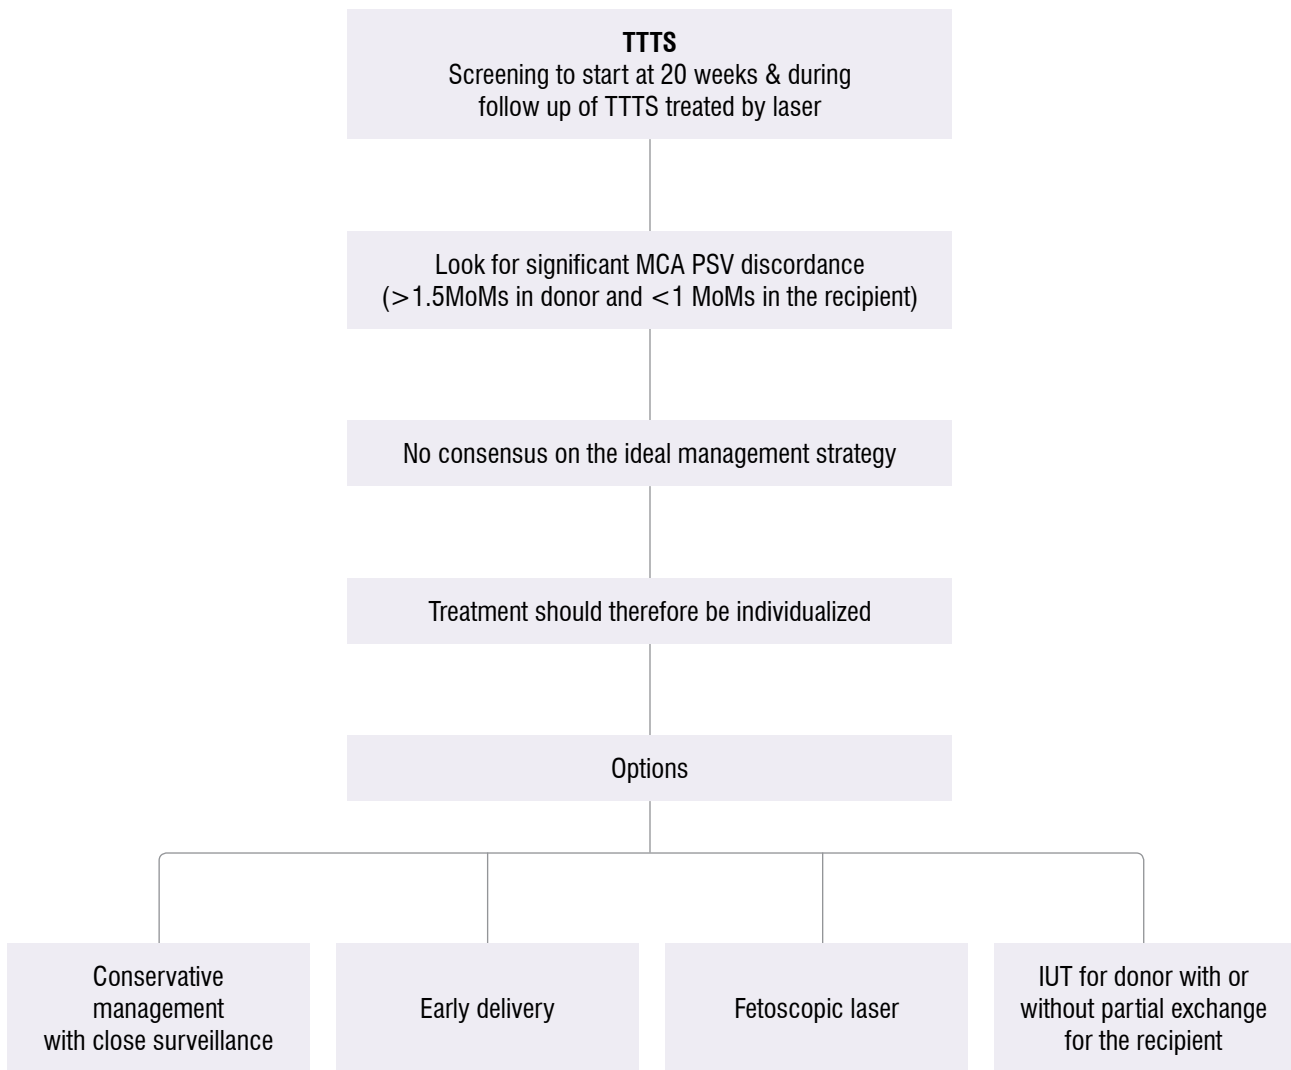 TTTS
Screening to start at 20 weeks & during
follow up of TTTS treated by laser
Look for significant MCA PSV discordance
(>1.5MoMs in donor and <1 MoMs in the recipient)
No consensus on the ideal management strategy
Treatment should therefore be individualized
Options
Conservative
management
with close surveillance
Early delivery
Fetoscopic laser
IUT for donor with or
without partial exchange
for the recipient